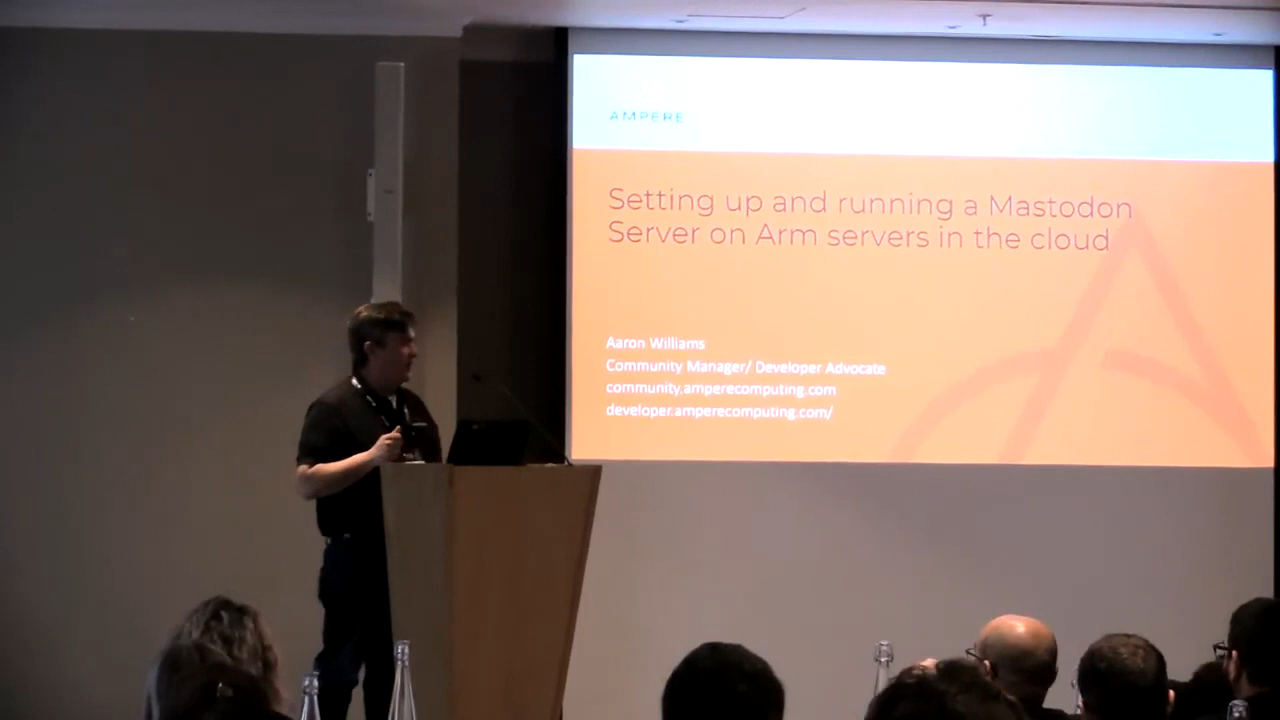 AMPERE
Setting up and running a Mastodon
Server on Arm servers in the cloud
Aaron Williams
Community Manager/ Developer Advocate
community.amperecomputing.com
developer.amperecomputing.com/